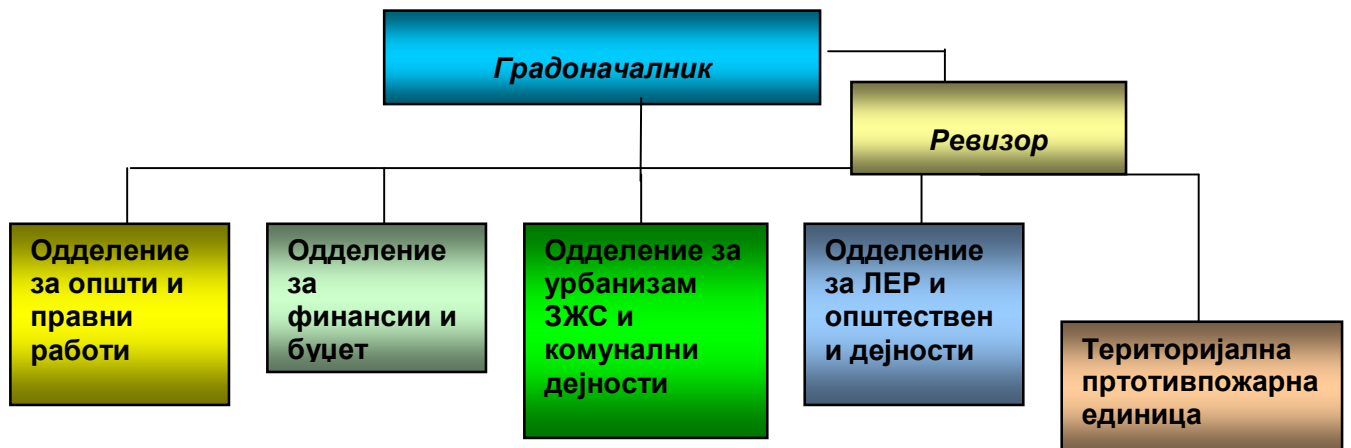 Градоначалник
Ревизор
Одделение
за општи и
правни
работи
Одделение
за
финансии и
буџет
Одделение за
урбанизам
ЗЖС и
комунални
дејности
Одделение
за ЛЕР и
општествен
и дејности
Територијална
пртотивпожарна
единица